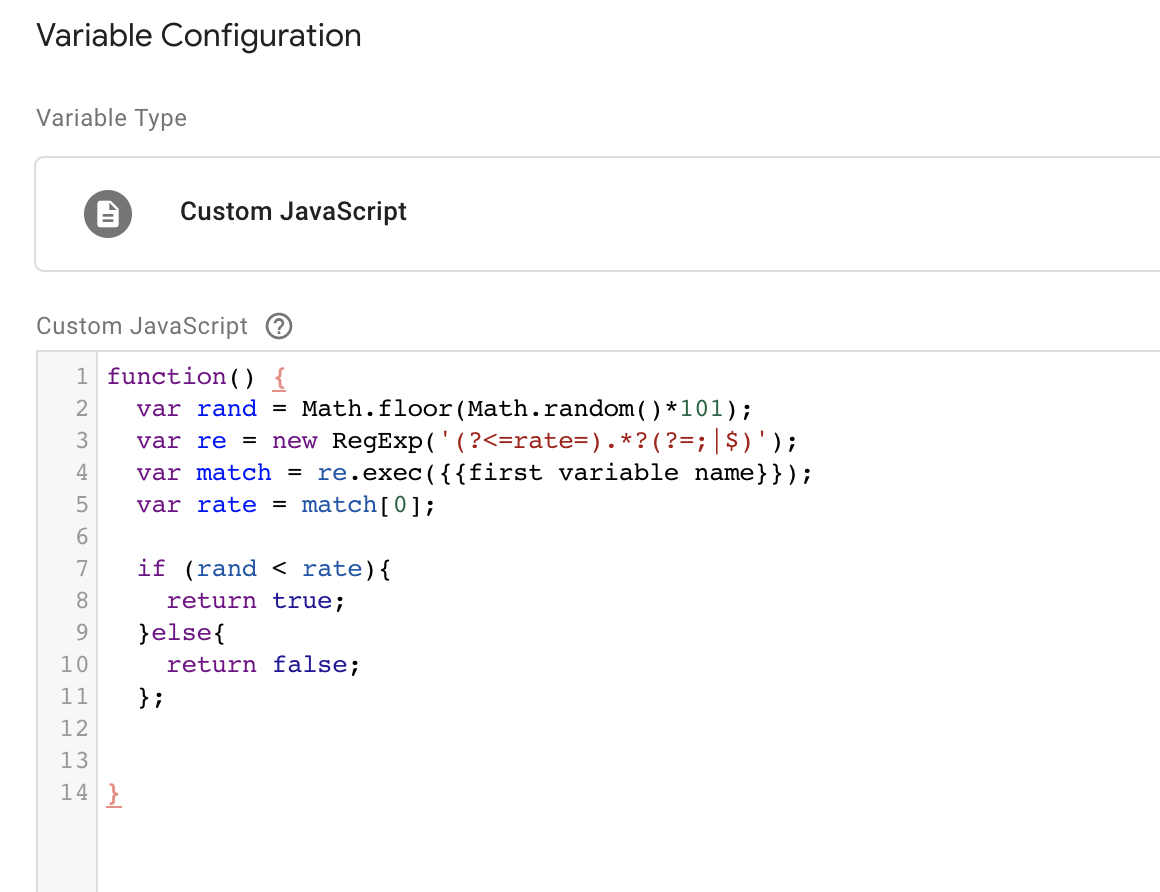 Variable Configuration
Variable Type
Custom JavaScript
Custom JavaScript ?
1 function() {
2   var rand = Math.floor(Math.random()*101);
3   var re = new RegExp('(?<=rate=).*?(?=;|$)');
4   var match = re.exec({{first variable name}});
5   var rate = match[0];
6
7   if (rand < rate){
8     return true;
9   }else{
10     return false;
11   };
12
13
14 }